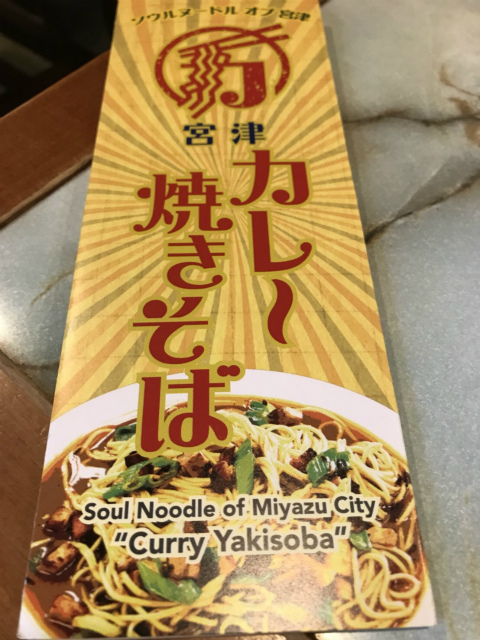 ソウルヌードル オブ 宮津
宮津
カレー
焼きそば
Soul Noodle of Miyazu City
“Curry Yakisoba”